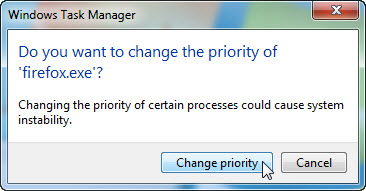 Windows Task Manager
Do you want to change the priority of
'firefox.exe'?
Changing the priority of certain processes could cause system
instability.
Change priority
Cancel